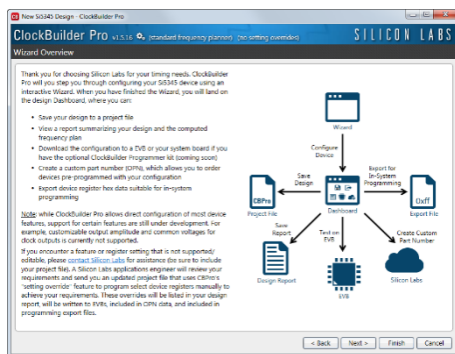 New Si5345 Design - ClockBuilder Pro
ClockBuilder Pro v1.5.16 (standard frequency planner) (no setting overrides) SILICON LABS
Wizard Overview
Thank you for choosing Silicon Labs for your timing needs. ClockBuilder
Pro will step you through configuring your Si5345 device using an
interactive Wizard. When you have finished the Wizard, you will land on
the design Dashboard, where you can:
• Save your design to a project file
• View a report summarizing your design and the computed
frequency plan
• Download the configuration to a EVB or your system board if you
have the optional ClockBuilder Programmer kit (coming soon)
• Create a custom part number (OPN), which allows you to order
devices pre-programmed with your configuration
• Export device register hex data suitable for in-system
programming
Note: while ClockBuilder Pro allows direct configuration of most device
features, support for certain features are still under development. For
example, customizable output amplitude and common voltages for
clock outputs is currently not supported.
If you encounter a feature or register setting that is not supported/
editable, please contact Silicon Labs for assistance (be sure to include
your project file). A Silicon Labs applications engineer will review your
requirements and send you an updated project file that uses CBPro's
"setting override" feature to program select device registers manually to
achieve your requirements. These overrides will be listed in your design
report, will be written to EVBs, included in OPN data, and included in
programming export files.
Wizard
Configure
Device
Save
Design
Export for
In-System
Programming
CBPro
0xff
Project File
Dashboard
Export File
Save
Report
Test on
EVB
Create Custom
Part Number
Design Report
EVB
Silicon Labs
< Back
Next >
Finish
Cancel